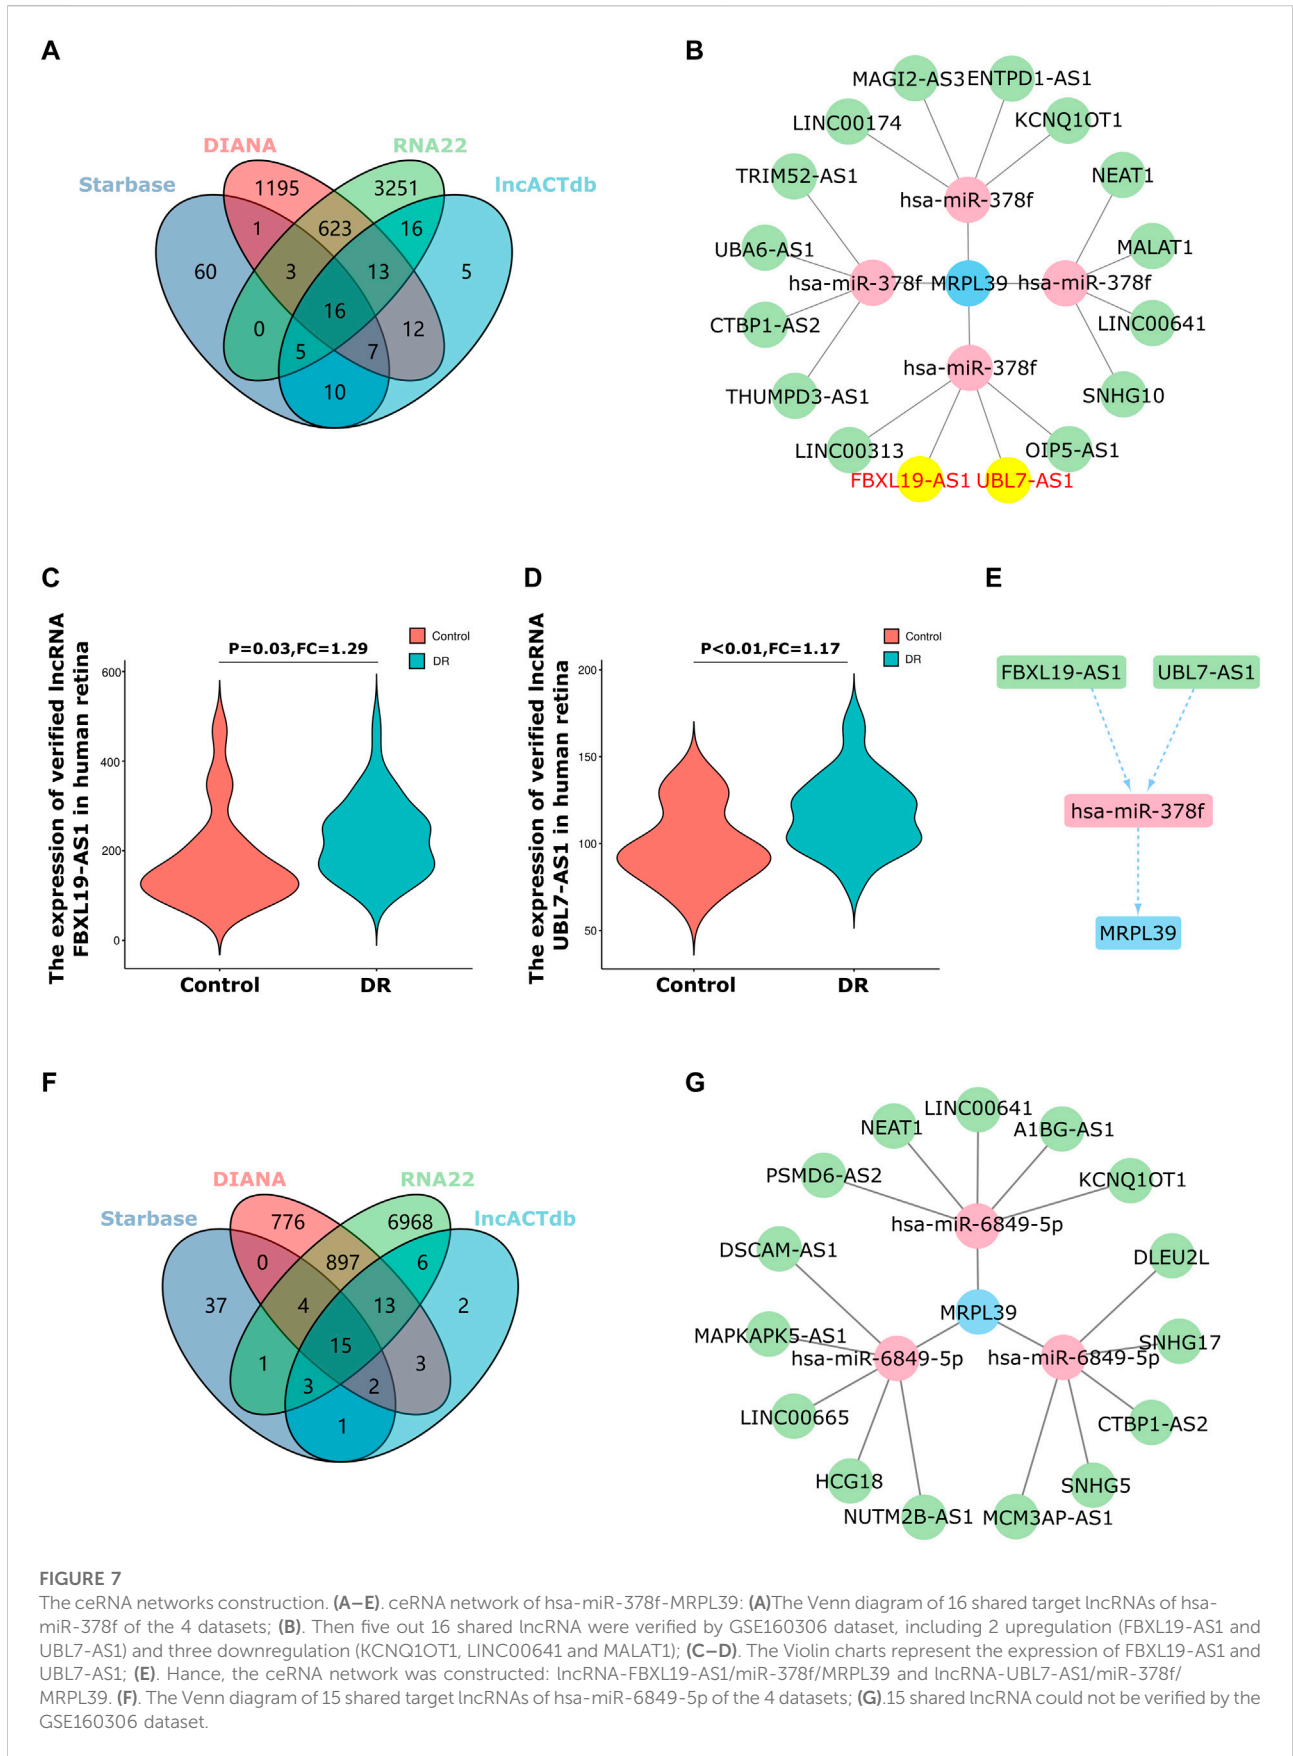 A
DIANA
RNA22
Starbase
lncACTdb
1195
3251
1
623
16
60
3
13
5
16
0
12
5
7
10
B
MAGI2-AS3
ENTPD1-AS1
LINC00174
KCNQ1OT1
TRIM52-AS1
NEAT1
hsa-miR-378f
UBA6-AS1
MALAT1
hsa-miR-378f
MRPL39
hsa-miR-378f
CTBP1-AS2
LINC00641
hsa-miR-378f
THUMPD3-AS1
SNHG10
LINC00313
OIP5-AS1
FBXL19-AS1
UBL7-AS1
C
The expression of verified lncRNA
FBXL19-AS1 in human retina
P=0.03,FC=1.29
Control
DR
600
400
200
0
Control
DR
D
The expression of verified lncRNA
UBL7-AS1 in human retina
P<0.01,FC=1.17
Control
DR
200
150
100
50
Control
DR
E
FBXL19-AS1
UBL7-AS1
hsa-miR-378f
MRPL39
F
DIANA
RNA22
Starbase
lncACTdb
776
6968
0
897
6
37
4
13
2
15
1
3
3
2
1
G
LINC00641
NEAT1
A1BG-AS1
PSMD6-AS2
KCNQ1OT1
hsa-miR-6849-5p
DSCAM-AS1
DLEU2L
MRPL39
MAPKAPK5-AS1
SNHG17
hsa-miR-6849-5p
hsa-miR-6849-5p
LINC00665
CTBP1-AS2
HCG18
SNHG5
NUTM2B-AS1
MCM3AP-AS1
FIGURE 7
The ceRNA networks construction. (A–E). ceRNA network of hsa-miR-378f-MRPL39: (A)The Venn diagram of 16 shared target lncRNAs of hsa-
miR-378f of the 4 datasets; (B). Then five out 16 shared lncRNA were verified by GSE160306 dataset, including 2 upregulation (FBXL19-AS1 and
UBL7-AS1) and three downregulation (KCNQ1OT1, LINC00641 and MALAT1); (C–D). The Violin charts represent the expression of FBXL19-AS1 and
UBL7-AS1; (E). Hance, the ceRNA network was constructed: lncRNA-FBXL19-AS1/miR-378f/MRPL39 and lncRNA-UBL7-AS1/miR-378f/
MRPL39. (F). The Venn diagram of 15 shared target lncRNAs of hsa-miR-6849-5p of the 4 datasets; (G).15 shared lncRNA could not be verified by the
GSE160306 dataset.